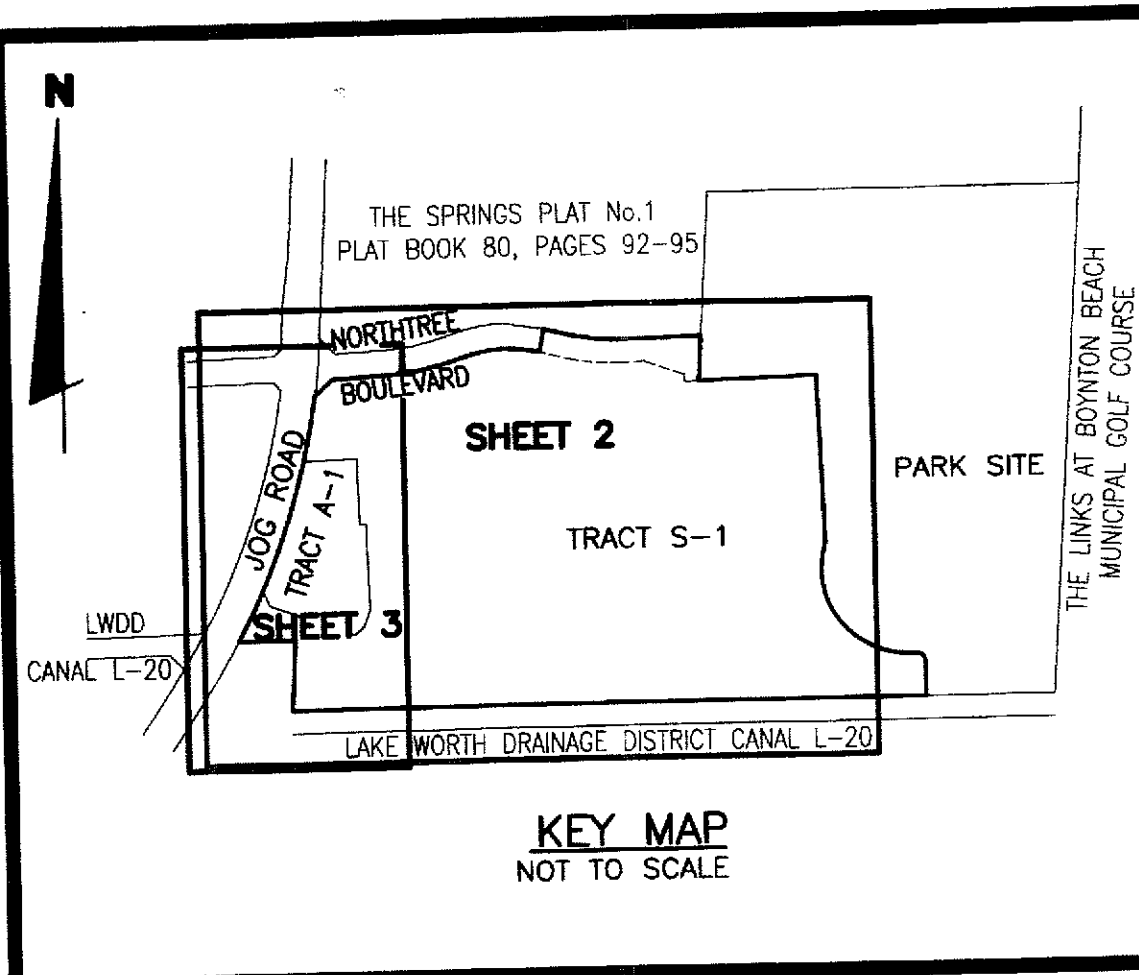 N
THE SPRINGS PLAT No.1
PLAT BOOK 80, PAGES 92-95
NORTHTREE
BOULEVARD
SHEET 2
JOG ROAD
TRACT A-1
TRACT S-1
PARK SITE
THE LINKS AT BOYNTON BEACH
MUNICIPAL GOLF COURSE
SHEET 3
LWDD
CANAL L-20
LAKE WORTH DRAINAGE DISTRICT CANAL L-20
KEY MAP
NOT TO SCALE